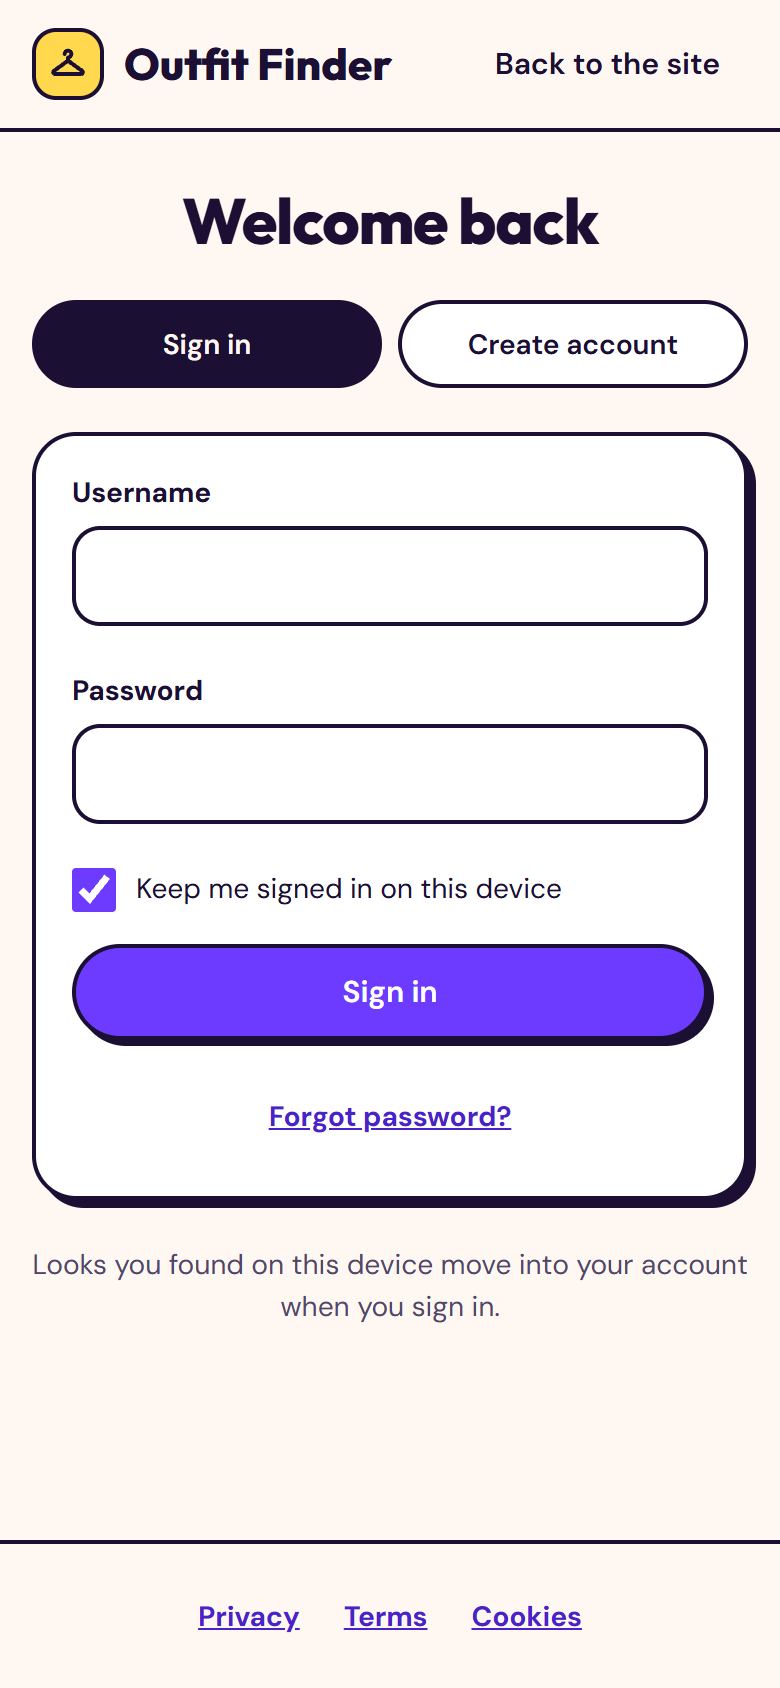 Outfit Finder
Back to the site
Welcome back
Sign in
Create account
Username
Password
Keep me signed in on this device
Sign in
Forgot password?
Looks you found on this device move into your account
when you sign in.
Privacy
Terms
Cookies